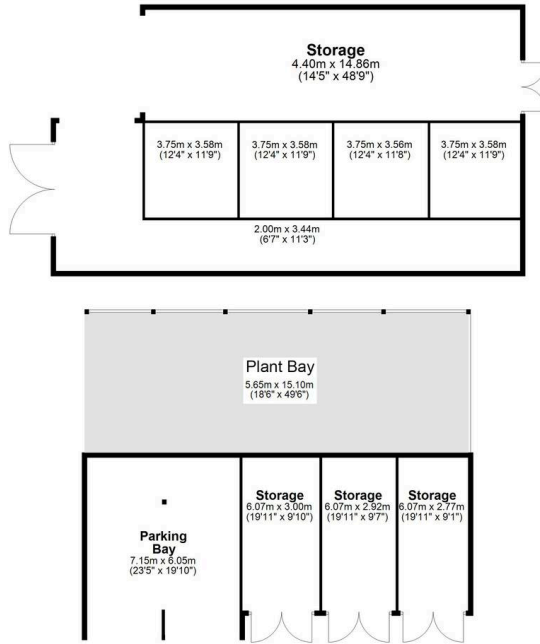 Storage
4.40m x 14.86m
(14'5" x 48'9")
3.75m x 3.58m
(12'4" x 11'9")
3.75m x 3.58m
(12'4" x 11'9")
3.75m x 3.56m
(12'4" x 11'8")
3.75m x 3.58m
(12'4" x 11'9")
2.00m x 3.44m
(6'7" x 11'3")
Plant Bay
5.65m x 15.10m
(18'6" x 49'6")
Storage
6.07m x 3.00m
(19'11" x 9'10")
Storage
6.07m x 2.92m
(19'11" x 9'7")
Storage
6.07m x 2.77m
(19'11" x 9'1")
Parking
Bay
7.15m x 6.05m
(23'5" x 19'10")